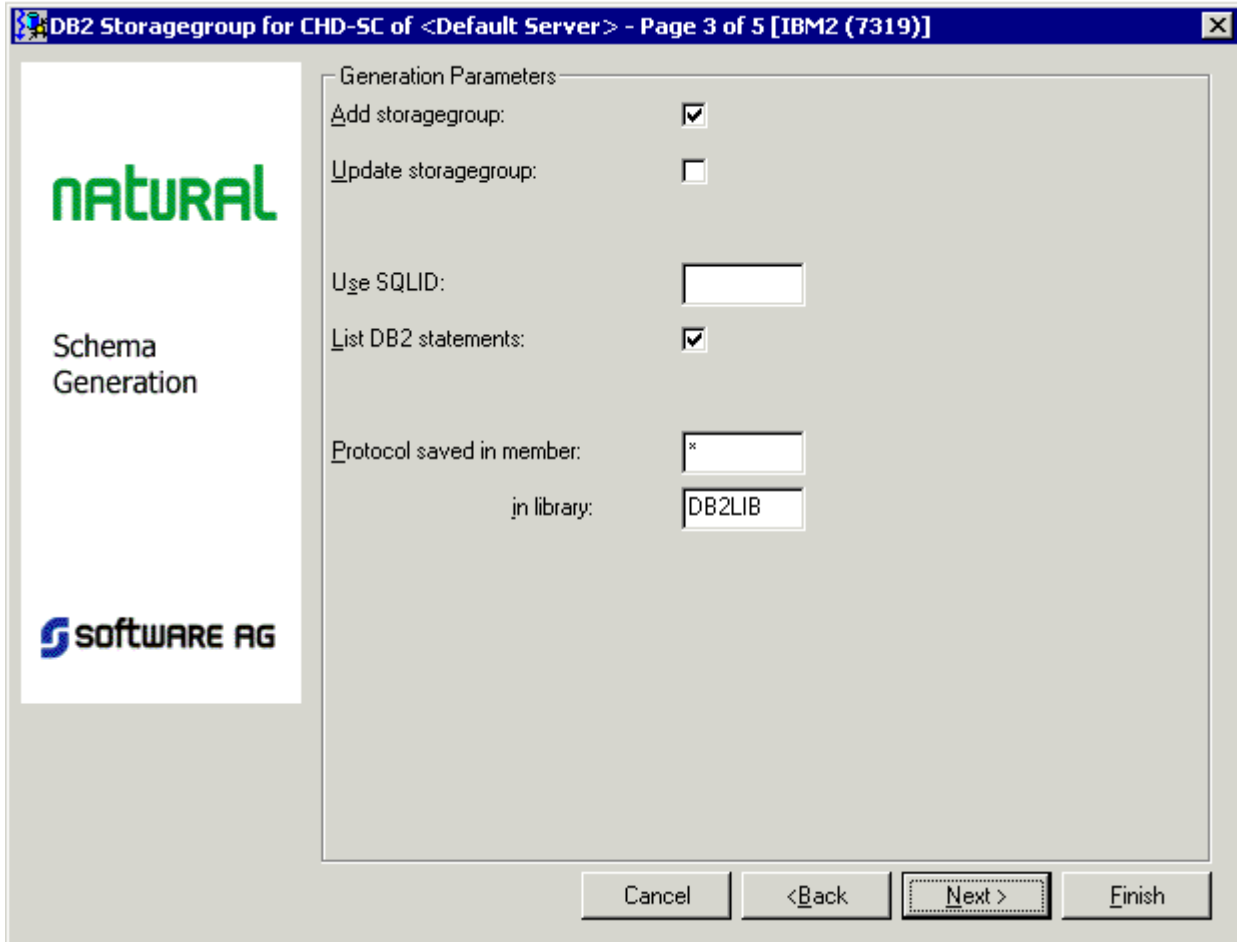 DB2 Storagegroup for CHD-SC of <Default Server> - Page 3 of 5 [IBM2 (7319)]
natural
Schema
Generation
software AG
Generation Parameters
Add storagegroup:
Update storagegroup:
Use SQLID:
List DB2 statements:
Protocol saved in member: *
in library: DB2LIB
Cancel <Back Next > Finish